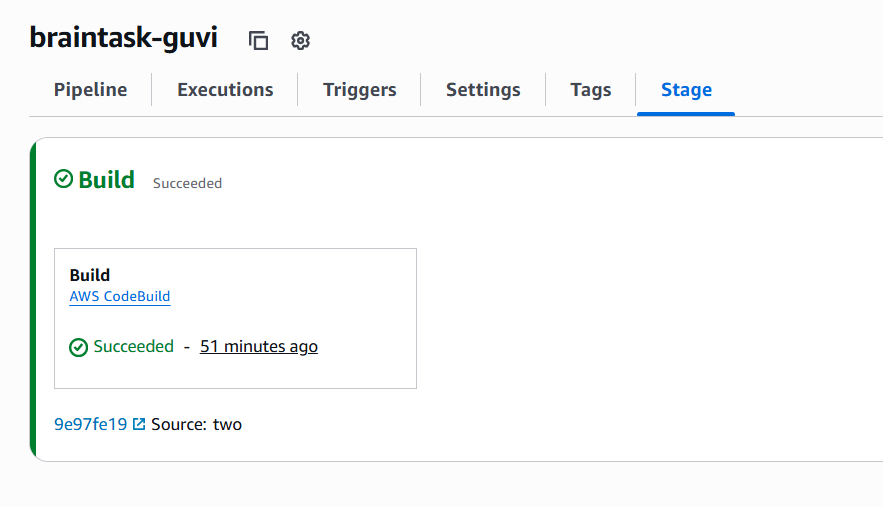 braintask-guvi
Pipeline Executions Triggers Settings Tags Stage
Build Succeeded
Build
AWS CodeBuild
Succeeded - 51 minutes ago
9e97fe19 Source: two